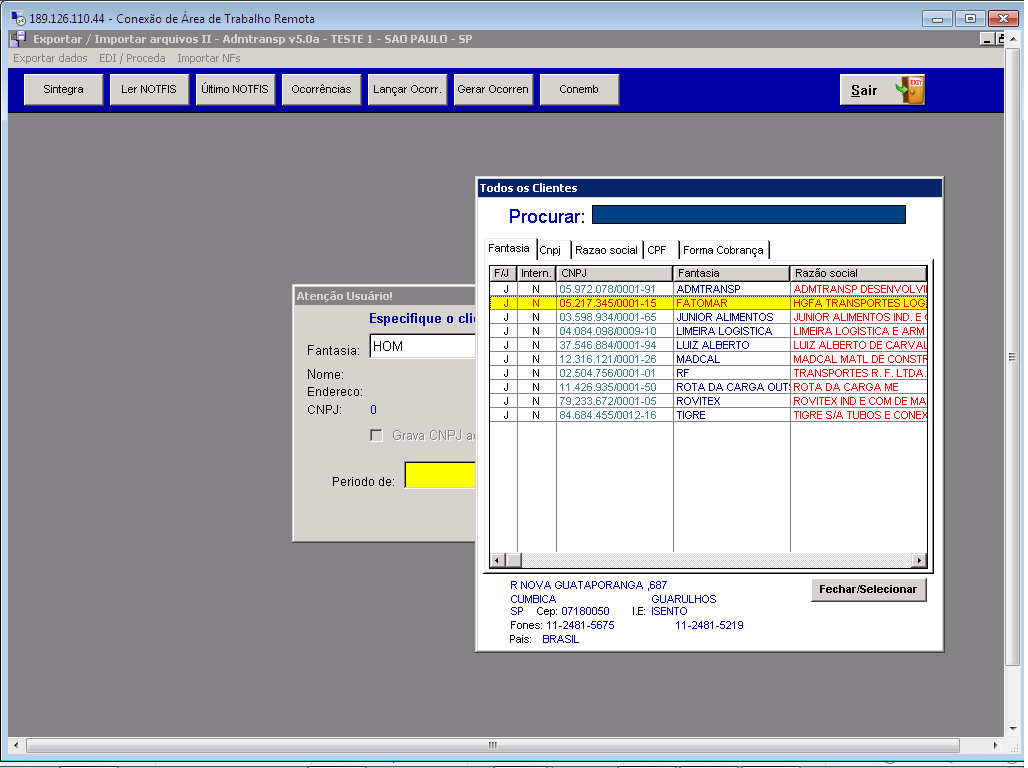 189.126.110.44 - Conexão de Área de Trabalho Remota
Exportar / Importar arquivos II - Admtransp v5.0a - TESTE 1 - SAO PAULO - SP
Exportar dados EDI / Proceda Importar NFs
Sintegra Ler NOTFIS Último NOTFIS Ocorrências Lançar Ocorr. Gerar Ocorren Conemb Sair EXIT
Todos os Clientes
Procurar:
Fantasia Cnpj Razao social CPF Forma Cobrança
F/J Intern. CNPJ Fantasia Razão social
J N 05.972.078/0001-91 ADMTRANSP ADMTRANSP DESENVOLVI
J N 05.217.345/0001-15 FATOMAR HGFA TRANSPORTES LOG
J N 03.598.934/0001-65 JUNIOR ALIMENTOS JUNIOR ALIMENTOS IND. E
J N 04.084.098/0009-10 LIMEIRA LOGISTICA LIMEIRA LOGISTICA E ARM
J N 37.546.884/0001-94 LUIZ ALBERTO LUIZ ALBERTO DE CARVAL
J N 12.316.121/0001-26 MADCAL MADCAL MATL DE CONSTR
J N 02.504.756/0001-01 RF TRANSPORTES R. F. LTDA.
J N 11.426.935/0001-50 ROTA DA CARGA OUT ROTA DA CARGA ME
J N 79.233.672/0001-05 ROVITEX ROVITEX IND E COM DE MA
J N 84.684.455/0012-16 TIGRE TIGRE S/A TUBOS E CONEX
R NOVA GUATAPORANGA ,687
CUMBICA GUARULHOS
SP Cep: 07180050 I.E: ISENTO
Fones: 11-2481-5675 11-2481-5219
Pais: BRASIL
Fechar/Selecionar
Atenção Usuário!
Especifique o cli
Fantasia: HOM
Nome:
Endereco:
CNPJ: 0
Grava CNPJ a
Periodo de: